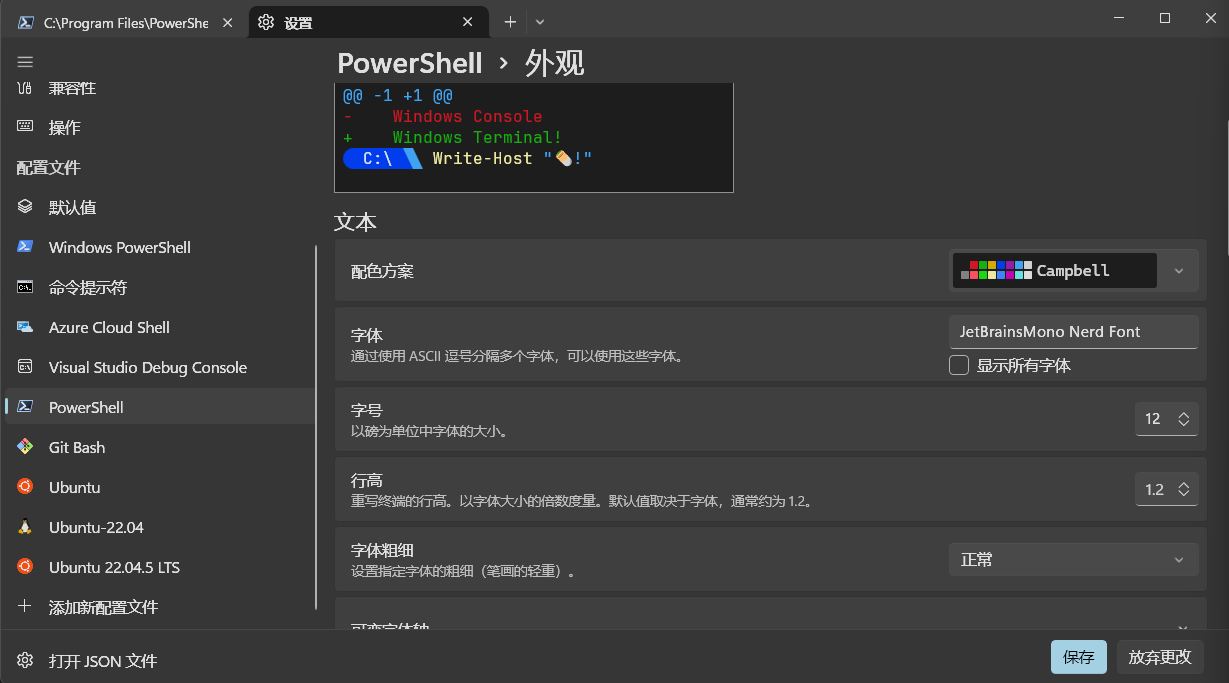 C:\Program Files\PowerShe
设置
兼容性
操作
配置文件
默认值
Windows PowerShell
命令提示符
Azure Cloud Shell
Visual Studio Debug Console
PowerShell
Git Bash
Ubuntu
Ubuntu-22.04
Ubuntu 22.04.5 LTS
添加新配置文件
打开 JSON 文件
PowerShell › 外观
@@ -1 +1 @@
- Windows Console
+ Windows Terminal!
C:\ Write-Host "!"
文本
配色方案
Campbell
字体
通过使用 ASCII 逗号分隔多个字体，可以使用这些字体。
JetBrainsMono Nerd Font
显示所有字体
字号
以磅为单位中字体的大小。
12
行高
重写终端的行高。以字体大小的倍数度量。默认值取决于字体，通常约为 1.2。
1.2
字体粗细
设置指定字体的粗细（笔画的轻重）。
正常
可变字体轴
保存
放弃更改